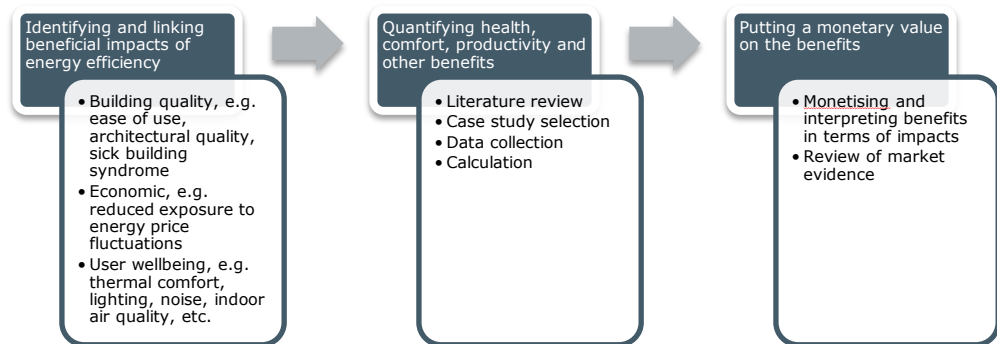 Identifying and linking
beneficial impacts of
energy efficiency
• Building quality, e.g.
ease of use,
architectural quality,
sick building
syndrome
• Economic, e.g.
reduced exposure to
energy price
fluctuations
• User wellbeing, e.g.
thermal comfort,
lighting, noise, indoor
air quality, etc.
Quantifying health,
comfort, productivity and
other benefits
• Literature review
• Case study selection
• Data collection
• Calculation
Putting a monetary value
on the benefits
• Monetising and
interpreting benefits
in terms of impacts
• Review of market
evidence